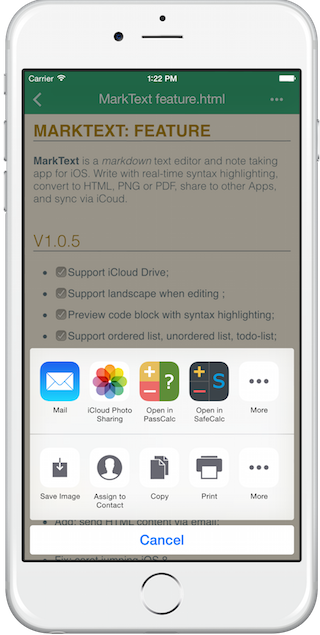 Carrier 1:22 PM
MarkText feature.html
MARKTEXT: FEATURE
MarkText is a markdown text editor and note taking
app for iOS. Write with real-time syntax highlighting,
convert to HTML, PNG or PDF, share to other Apps,
and sync via iCoud.
V1.0.5
Support iCloud Drive;
Support landscape when editing ;
Preview code block with syntax highlighting;
Support ordered list, unordered list, todo-list;
Mail
iCloud Photo
Sharing
Open in
PassCalc
Open in
SafeCalc
More
Save Image
Assign to
Contact
Copy
Print
More
Add: send HTML content via email;
Cancel